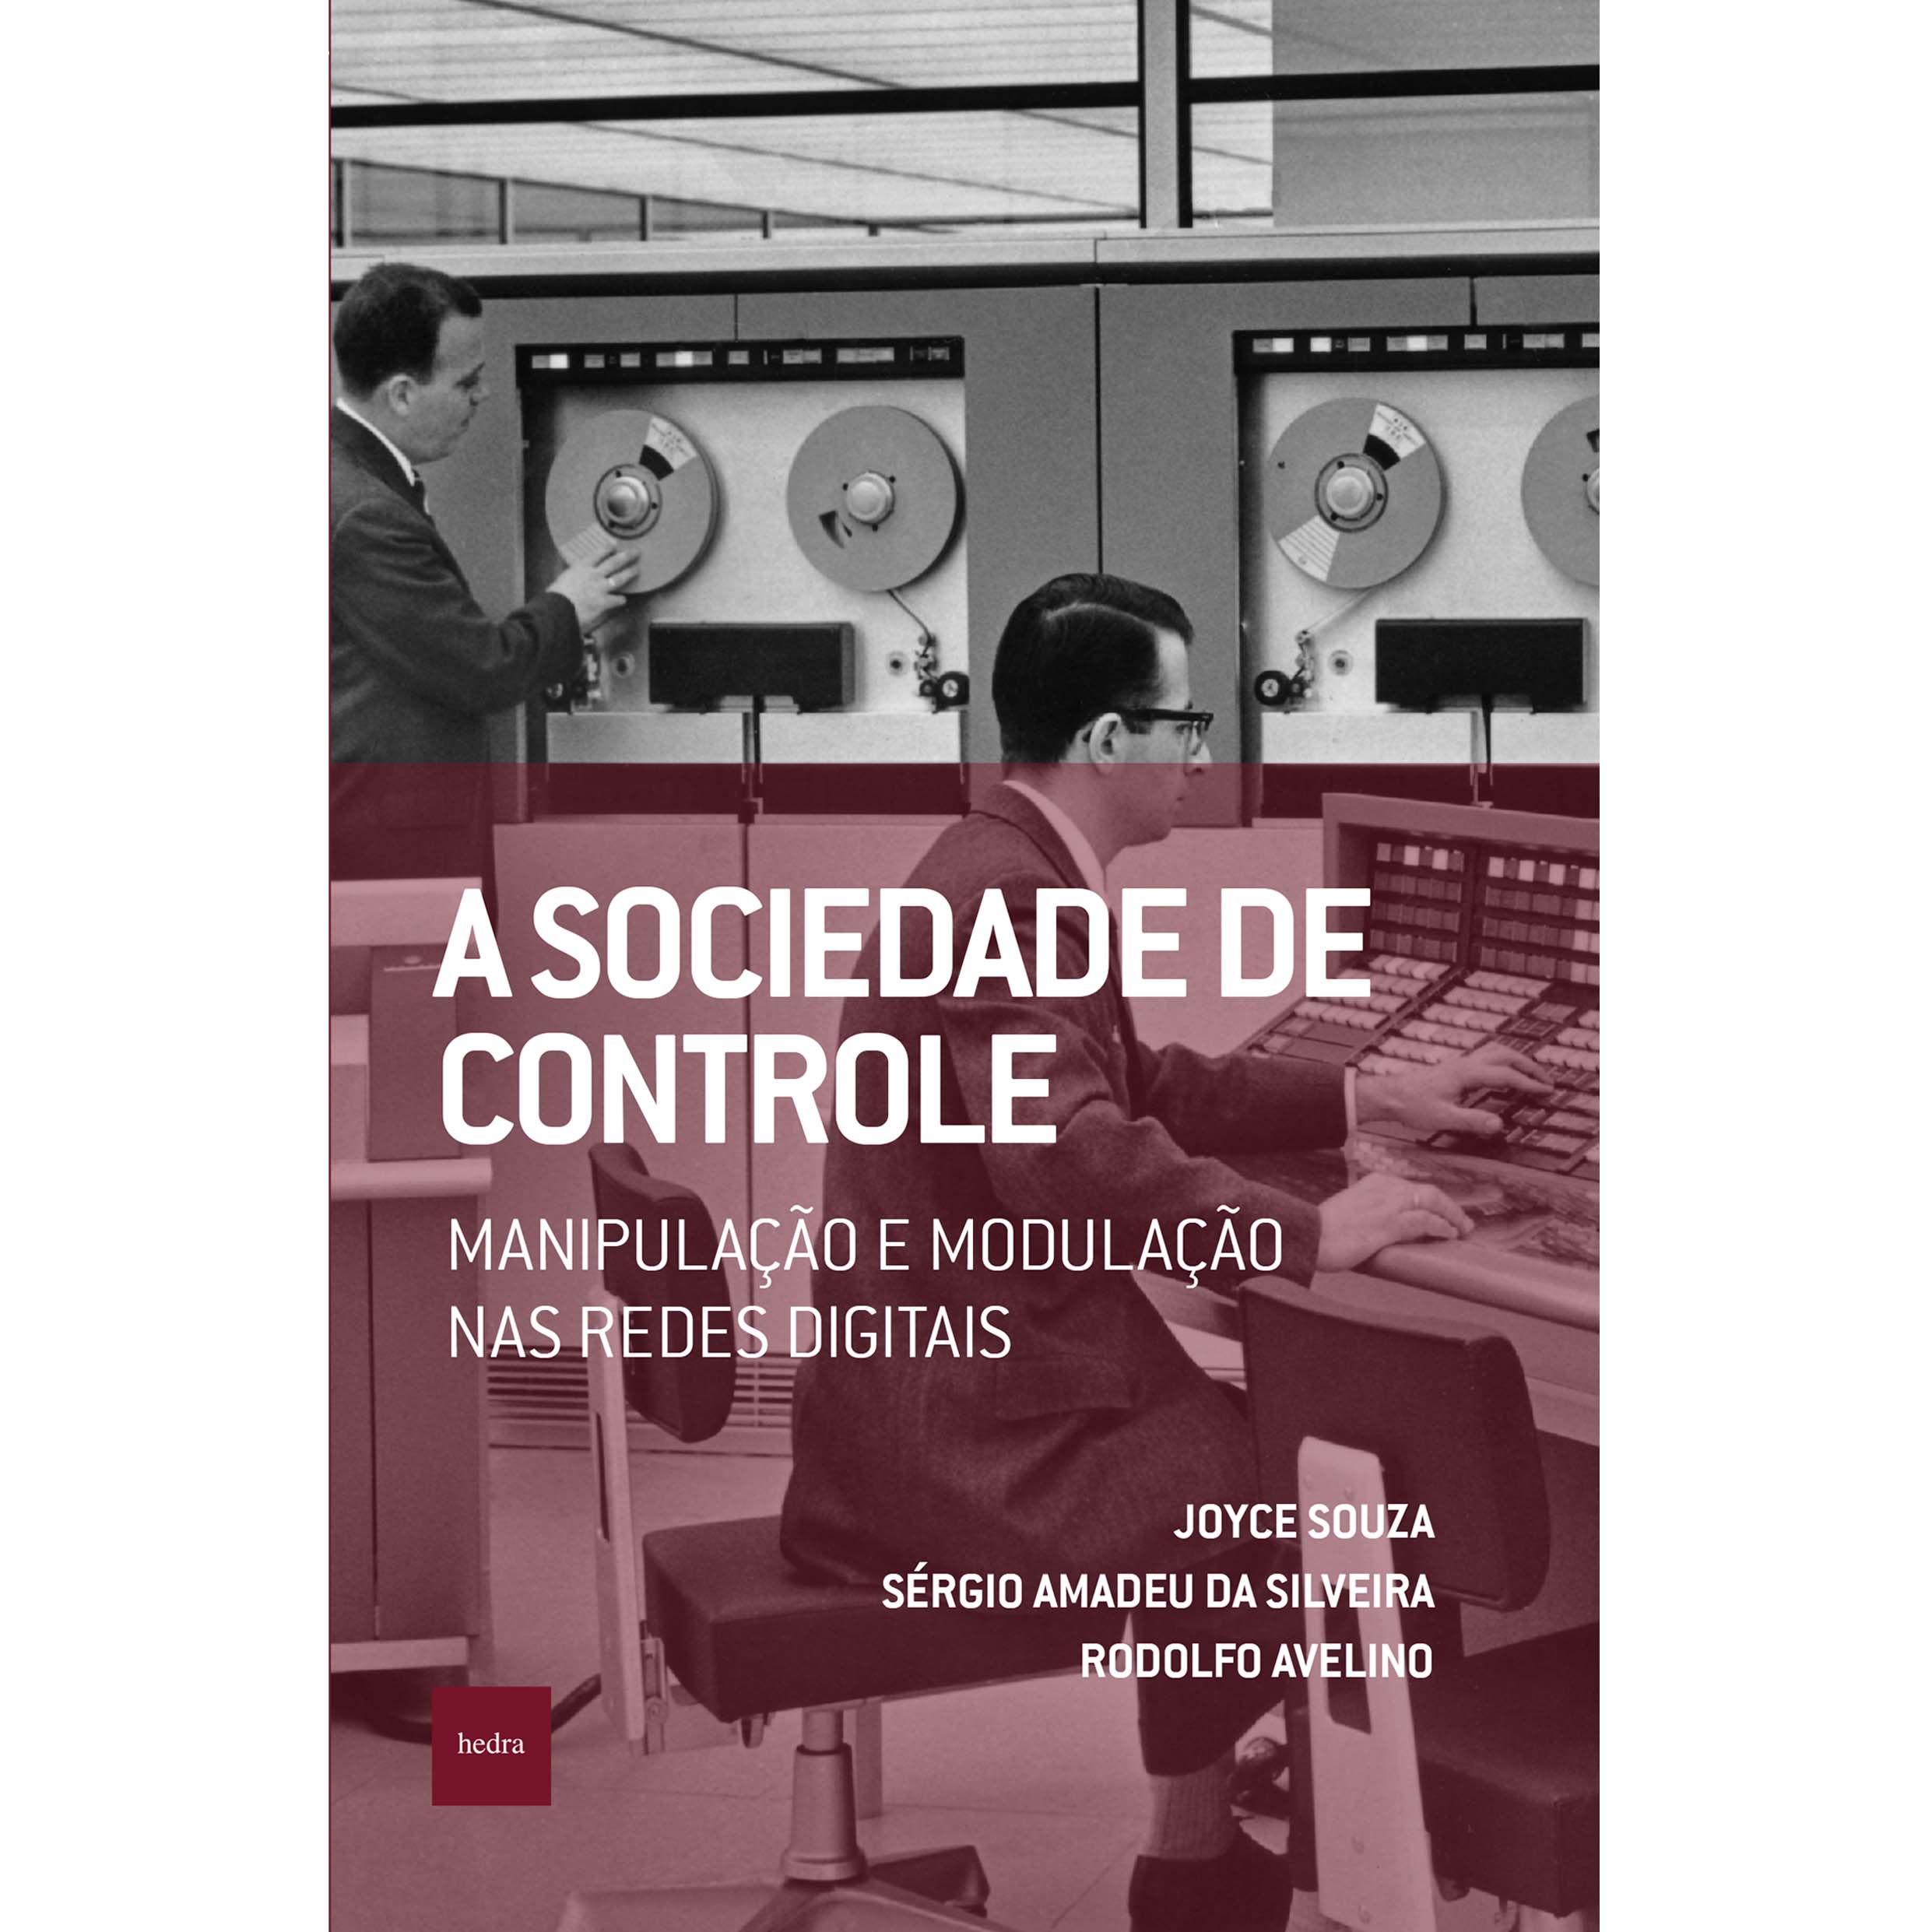 A SOCIEDADE DE
CONTROLE
MANIPULAÇÃO E MODULAÇÃO
NAS REDES DIGITAIS
JOYCE SOUZA
SÉRGIO AMADEU DA SILVEIRA
RODOLFO AVELINO
hedra